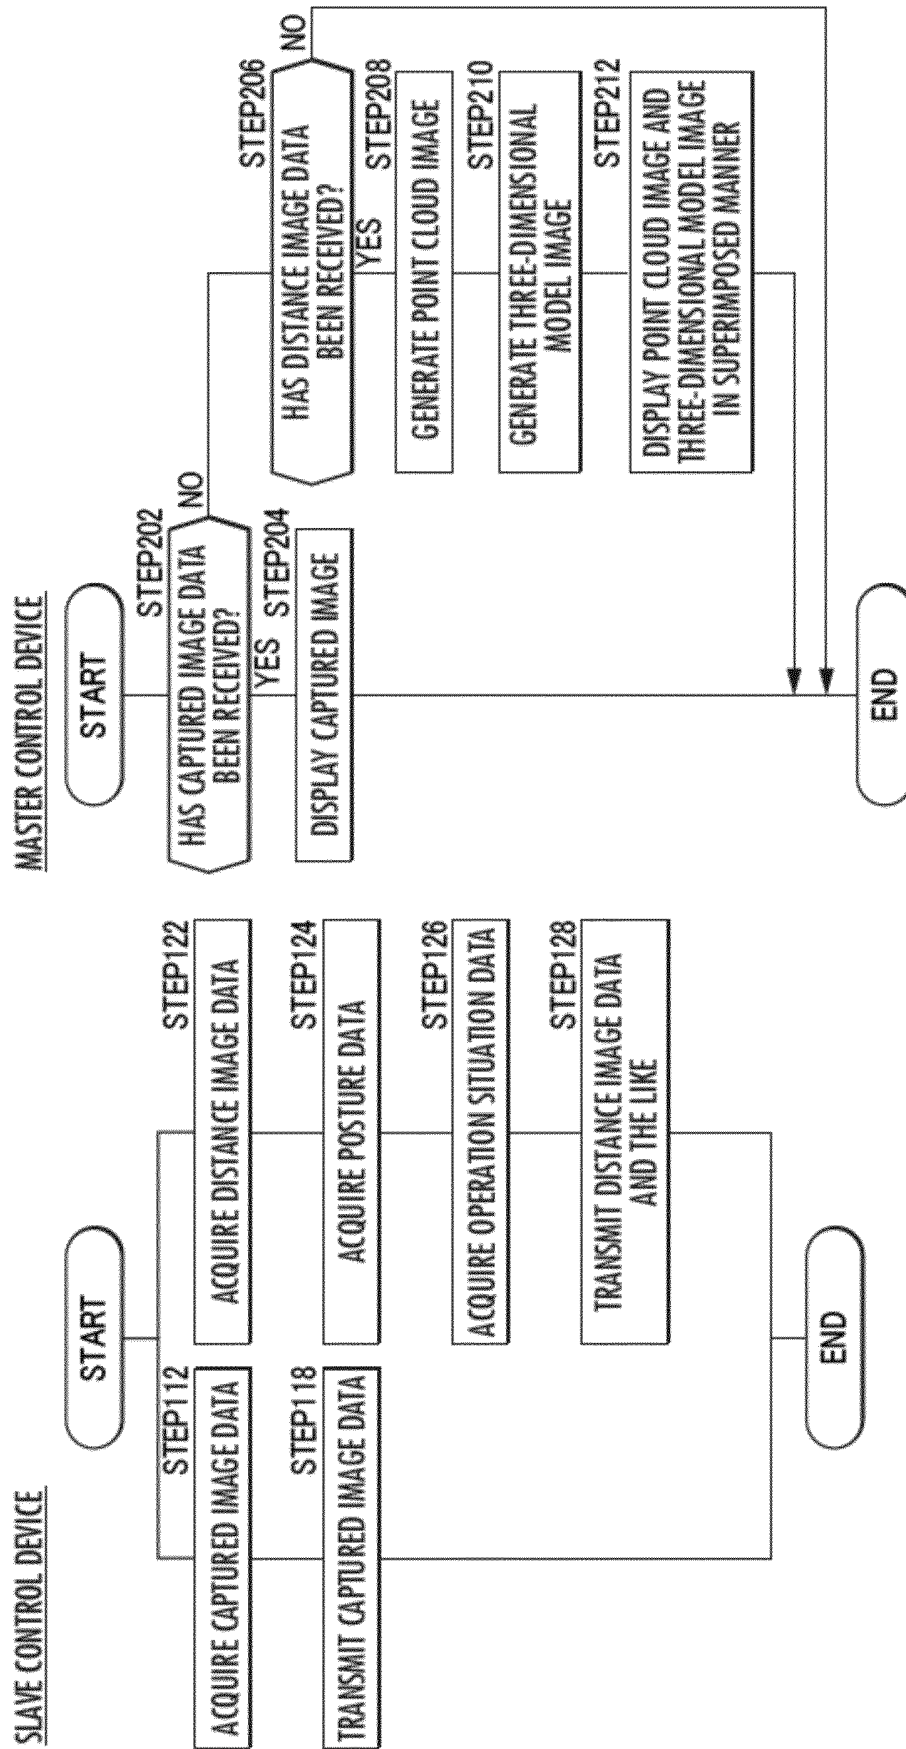 SLAVE CONTROL DEVICE
START
STEP112
ACQUIRE CAPTURED IMAGE DATA
STEP118
TRANSMIT CAPTURED IMAGE DATA
STEP122
ACQUIRE DISTANCE IMAGE DATA
STEP124
ACQUIRE POSTURE DATA
STEP126
ACQUIRE OPERATION SITUATION DATA
STEP128
TRANSMIT DISTANCE IMAGE DATA
AND THE LIKE
END
MASTER CONTROL DEVICE
START
STEP202
HAS CAPTURED IMAGE DATA
BEEN RECEIVED?
NO
YES
STEP204
DISPLAY CAPTURED IMAGE
STEP206
HAS DISTANCE IMAGE DATA
BEEN RECEIVED?
NO
YES
STEP208
GENERATE POINT CLOUD IMAGE
STEP210
GENERATE THREE-DIMENSIONAL
MODEL IMAGE
STEP212
DISPLAY POINT CLOUD IMAGE AND
THREE-DIMENSIONAL MODEL IMAGE
IN SUPERIMPOSED MANNER
END